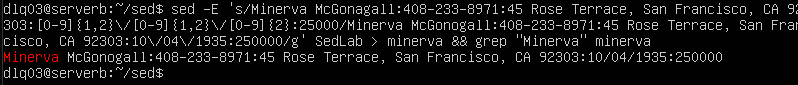 dlq03@serverb:~/sed$ sed -E 's/Minerva McGonagall:408-233-8971:45 Rose Terrace, San Francisco, CA 92
303:[0-9]{1,2}\/[0-9]{1,2}\/[0-9]{2}:25000/Minerva McGonagall:408-233-8971:45 Rose Terrace, San Fran
cisco, CA 92303:10\/04\/1935:250000/g' SedLab > minerva && grep "Minerva" minerva
Minerva McGonagall:408-233-8971:45 Rose Terrace, San Francisco, CA 92303:10/04/1935:250000
dlq03@serverb:~/sed$